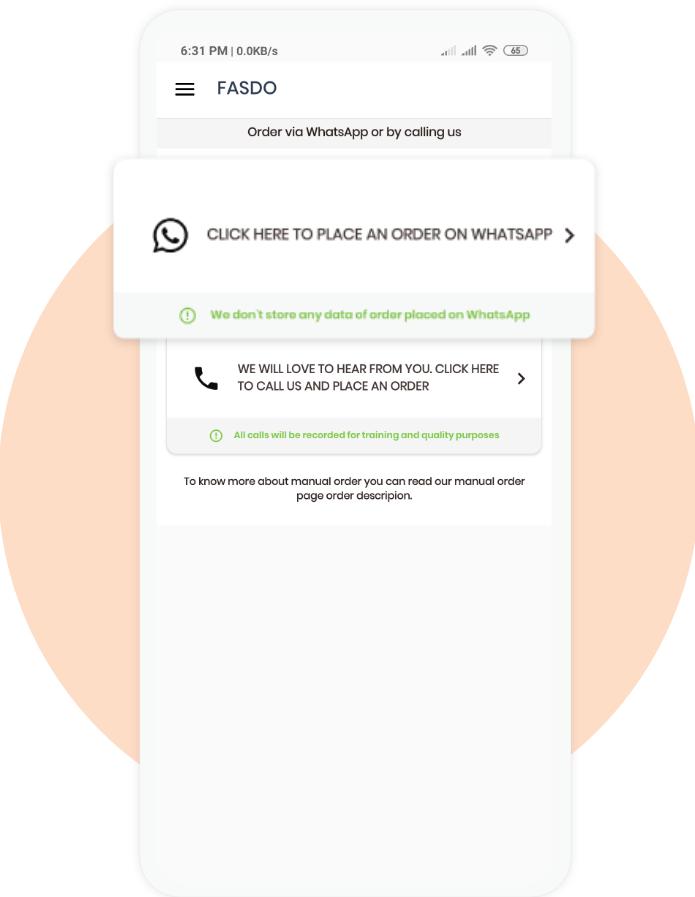 6:31 PM | 0.0KB/s
65
FASDO
Order via WhatsApp or by calling us
CLICK HERE TO PLACE AN ORDER ON WHATSAPP
We don't store any data of order placed on WhatsApp
WE WILL LOVE TO HEAR FROM YOU. CLICK HERE
TO CALL US AND PLACE AN ORDER
All calls will be recorded for training and quality purposes
To know more about manual order you can read our manual order
page order descripion.